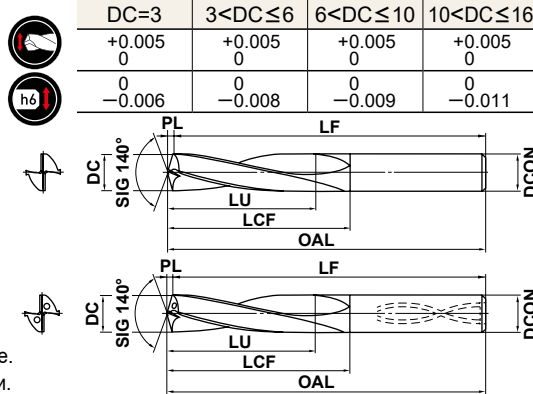 DC=3 3<DC≤6 6<DC≤10 10<DC≤16
+0.005 +0.005 +0.005 +0.005
0 0 0 0
h6
0 0 0 0
−0.006 −0.008 −0.009 −0.011
PL LF
DC SIG 140° DCON
LU
LCF
OAL
PL LF
DC SIG 140° DCON
LU
LCF
OAL
e.
и.